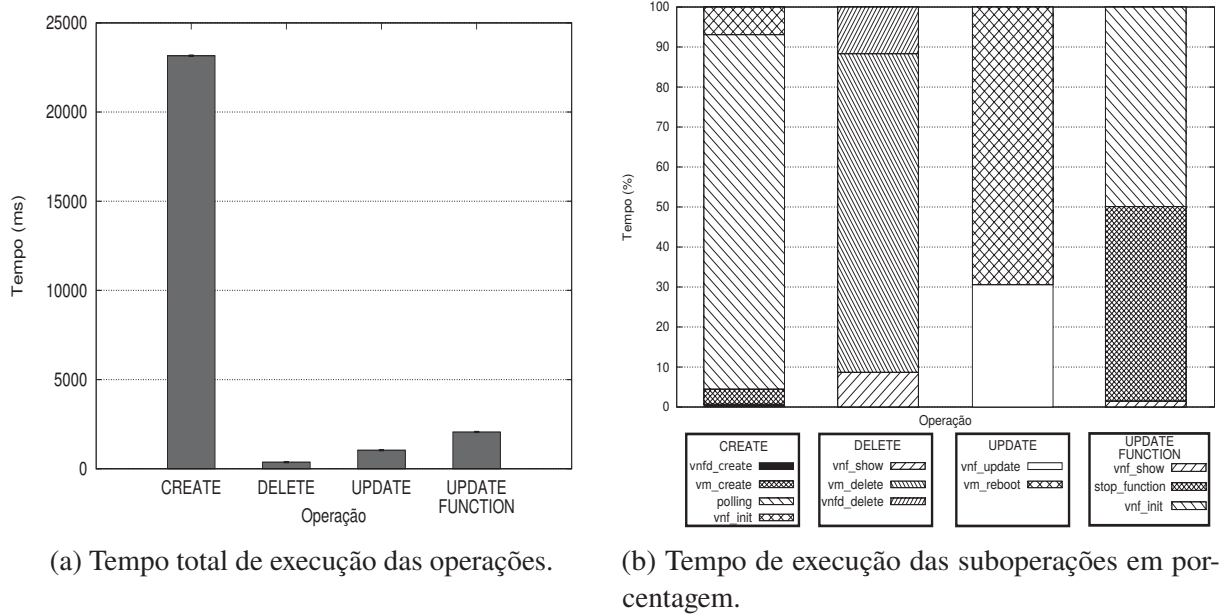 25000
20000
15000
10000
5000
0
Tempo (ms)
CREATE
DELETE
UPDATE
UPDATE
FUNCTION
Operação
(a) Tempo total de execução das operações.
100
90
80
70
60
50
40
30
20
10
0
Tempo (%)
Operação
CREATE
vnfd_create
vm_create
polling
vnf_init
DELETE
vnf_show
vm_delete
vnfd_delete
UPDATE
vnf_update
vm_reboot
UPDATE
FUNCTION
vnf_show
stop_function
vnf_init
(b) Tempo de execução das suboperações em por-
centagem.